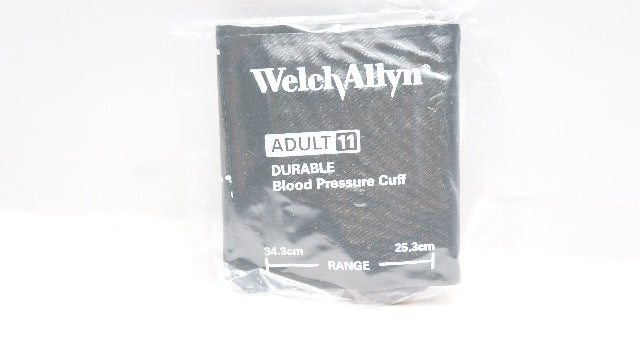 WelchAllyn®
ADULT 11
DURABLE
Blood Pressure Cuff
34.3cm 25.3cm
RANGE